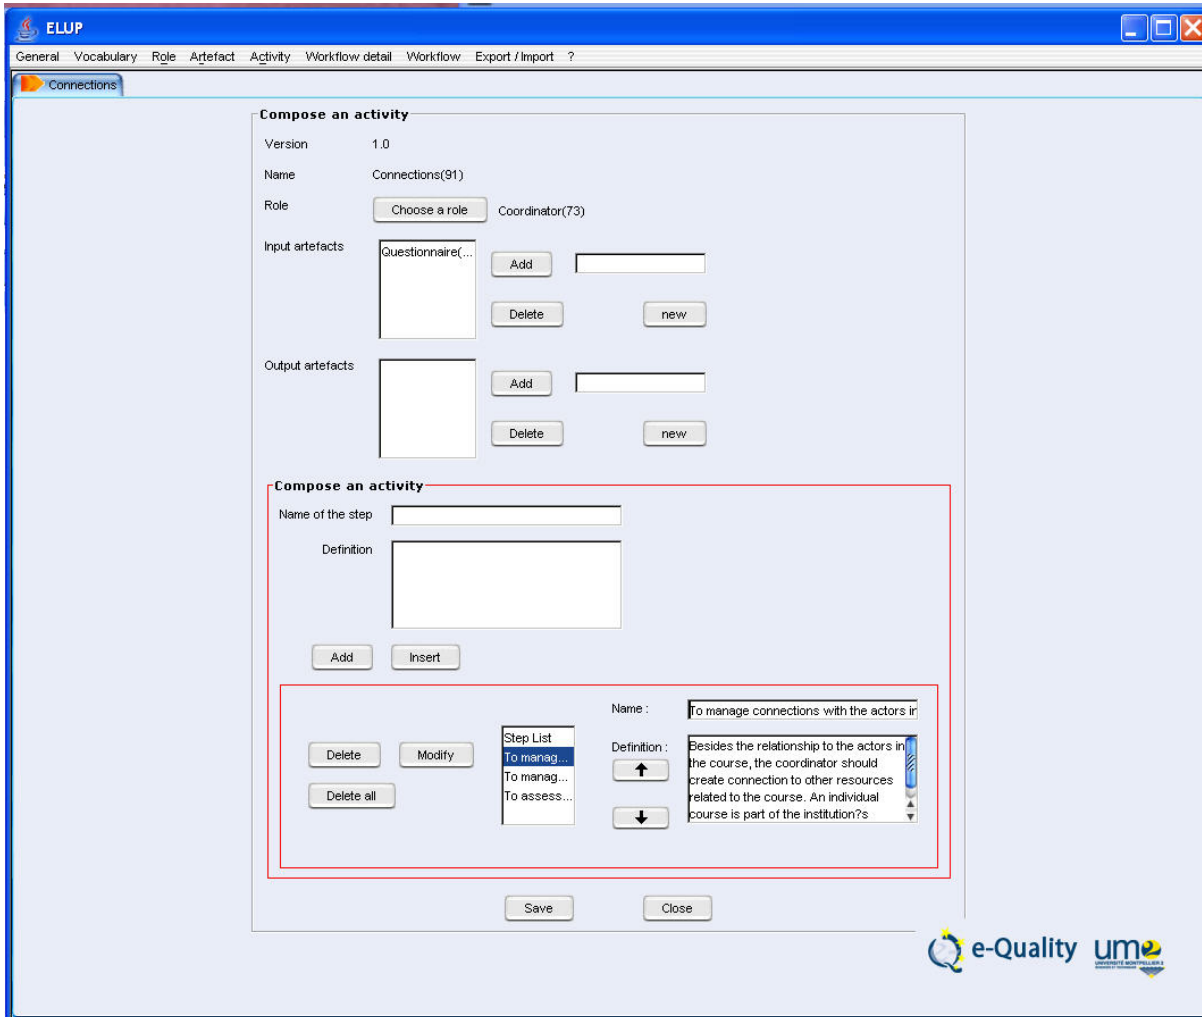 ELUP
General Vocabulary Role Artefact Activity Workflow detail Workflow Export / Import ?
Connections
Compose an activity
Version 1.0
Name Connections(91)
Role Choose a role Coordinator(73)
Input artefacts Questionnaire(... Add
Delete new
Output artefacts Add
Delete new
Compose an activity
Name of the step
Definition
Add Insert
Name : To manage connections with the actors in
Step List
Delete Modify To manag...
To manag...
Delete all To assess...
Definition : Besides the relationship to the actors in
the course, the coordinator should
create connection to other resources
related to the course. An individual
course is part of the institution?s
Save Close
e-Quality um2
UNIVERSITÉ MONTPELLIER 2